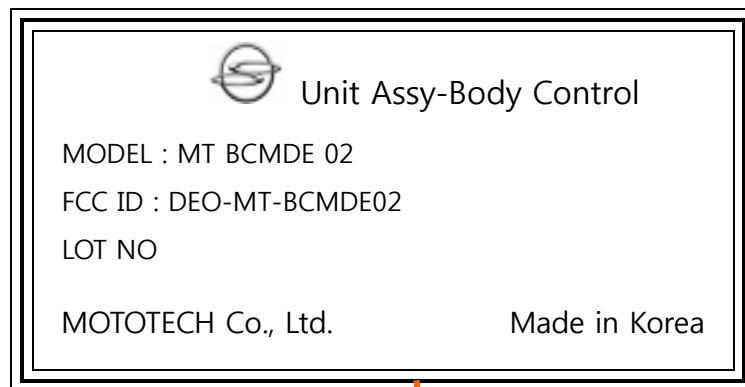 Unit Assy-Body Control
MODEL : MT BCMDE 02
FCC ID : DEO-MT-BCMDE02
LOT NO
MOTOTECH Co., Ltd. Made in Korea